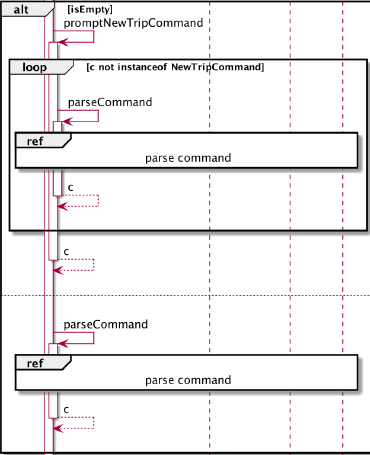 alt [isEmpty]
promptNewTripCommand
loop [c not instanceof NewTripCommand]
parseCommand
ref
parse command
c
c
parseCommand
ref
parse command
c